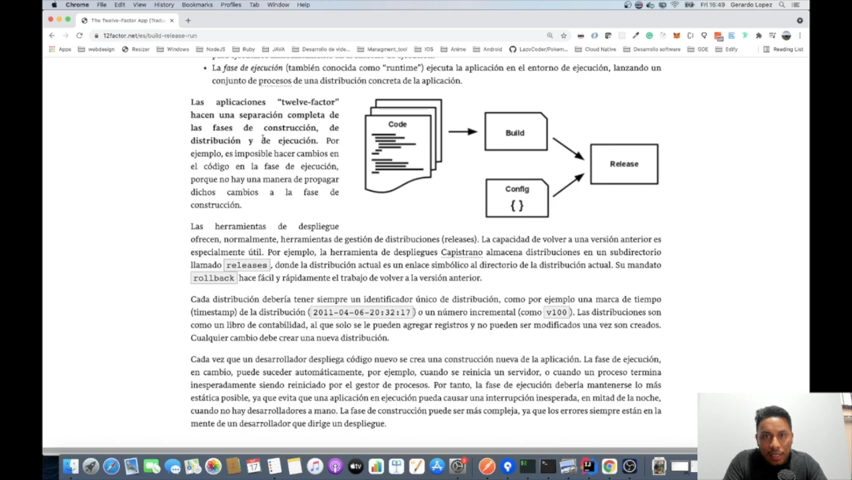 Chrome File Edit View History Bookmarks Profiles Tab Window Help
Fri 16:49 Gerardo Lopez
The Twelve-Factor App (Tradu
12factor.net/es/build-release-run
Apps webdesign Ruby JAVA Desarrollo de vide... Managment_tool IOS Anime Android LazoCoder/Pokem... Cloud Native Desarrollo software GG Edify Reading List
para ejecutarse inmediatamente en el entorno de ejecución.
• La fase de ejecución (también conocida como “runtime”) ejecuta la aplicación en el entorno de ejecución, lanzando un
conjunto de procesos de una distribución concreta de la aplicación.
Las aplicaciones “twelve-factor”
hacen una separación completa de
las fases de construcción, de
distribución y de ejecución. Por
ejemplo, es imposible hacer cambios en
el código en la fase de ejecución,
porque no hay una manera de propagar
dichos cambios a la fase de
construcción.
Code
Build
Config
{ }
Release
Las herramientas de despliegue
ofrecen, normalmente, herramientas de gestión de distribuciones (releases). La capacidad de volver a una versión anterior es
especialmente útil. Por ejemplo, la herramienta de despliegues Capistrano almacena distribuciones en un subdirectorio
llamado releases, donde la distribución actual es un enlace simbólico al directorio de la distribución actual. Su mandato
rollback hace fácil y rápidamente el trabajo de volver a la versión anterior.
Cada distribución debería tener siempre un identificador único de distribución, como por ejemplo una marca de tiempo
(timestamp) de la distribución (2011-04-06-20:32:17) o un número incremental (como v100). Las distribuciones son
como un libro de contabilidad, al que solo se le pueden agregar registros y no pueden ser modificados una vez son creados.
Cualquier cambio debe crear una nueva distribución.
Cada vez que un desarrollador despliega código nuevo se crea una construcción nueva de la aplicación. La fase de ejecución,
en cambio, puede suceder automáticamente, por ejemplo, cuando se reinicia un servidor, o cuando un proceso termina
inesperadamente siendo reiniciado por el gestor de procesos. Por tanto, la fase de ejecución debería mantenerse lo más
estática posible, ya que evita que una aplicación en ejecución pueda causar una interrupción inesperada, en mitad de la noche,
cuando no hay desarrolladores a mano. La fase de construcción puede ser más compleja, ya que los errores siempre están en la
mente de un desarrollador que dirige un despliegue.